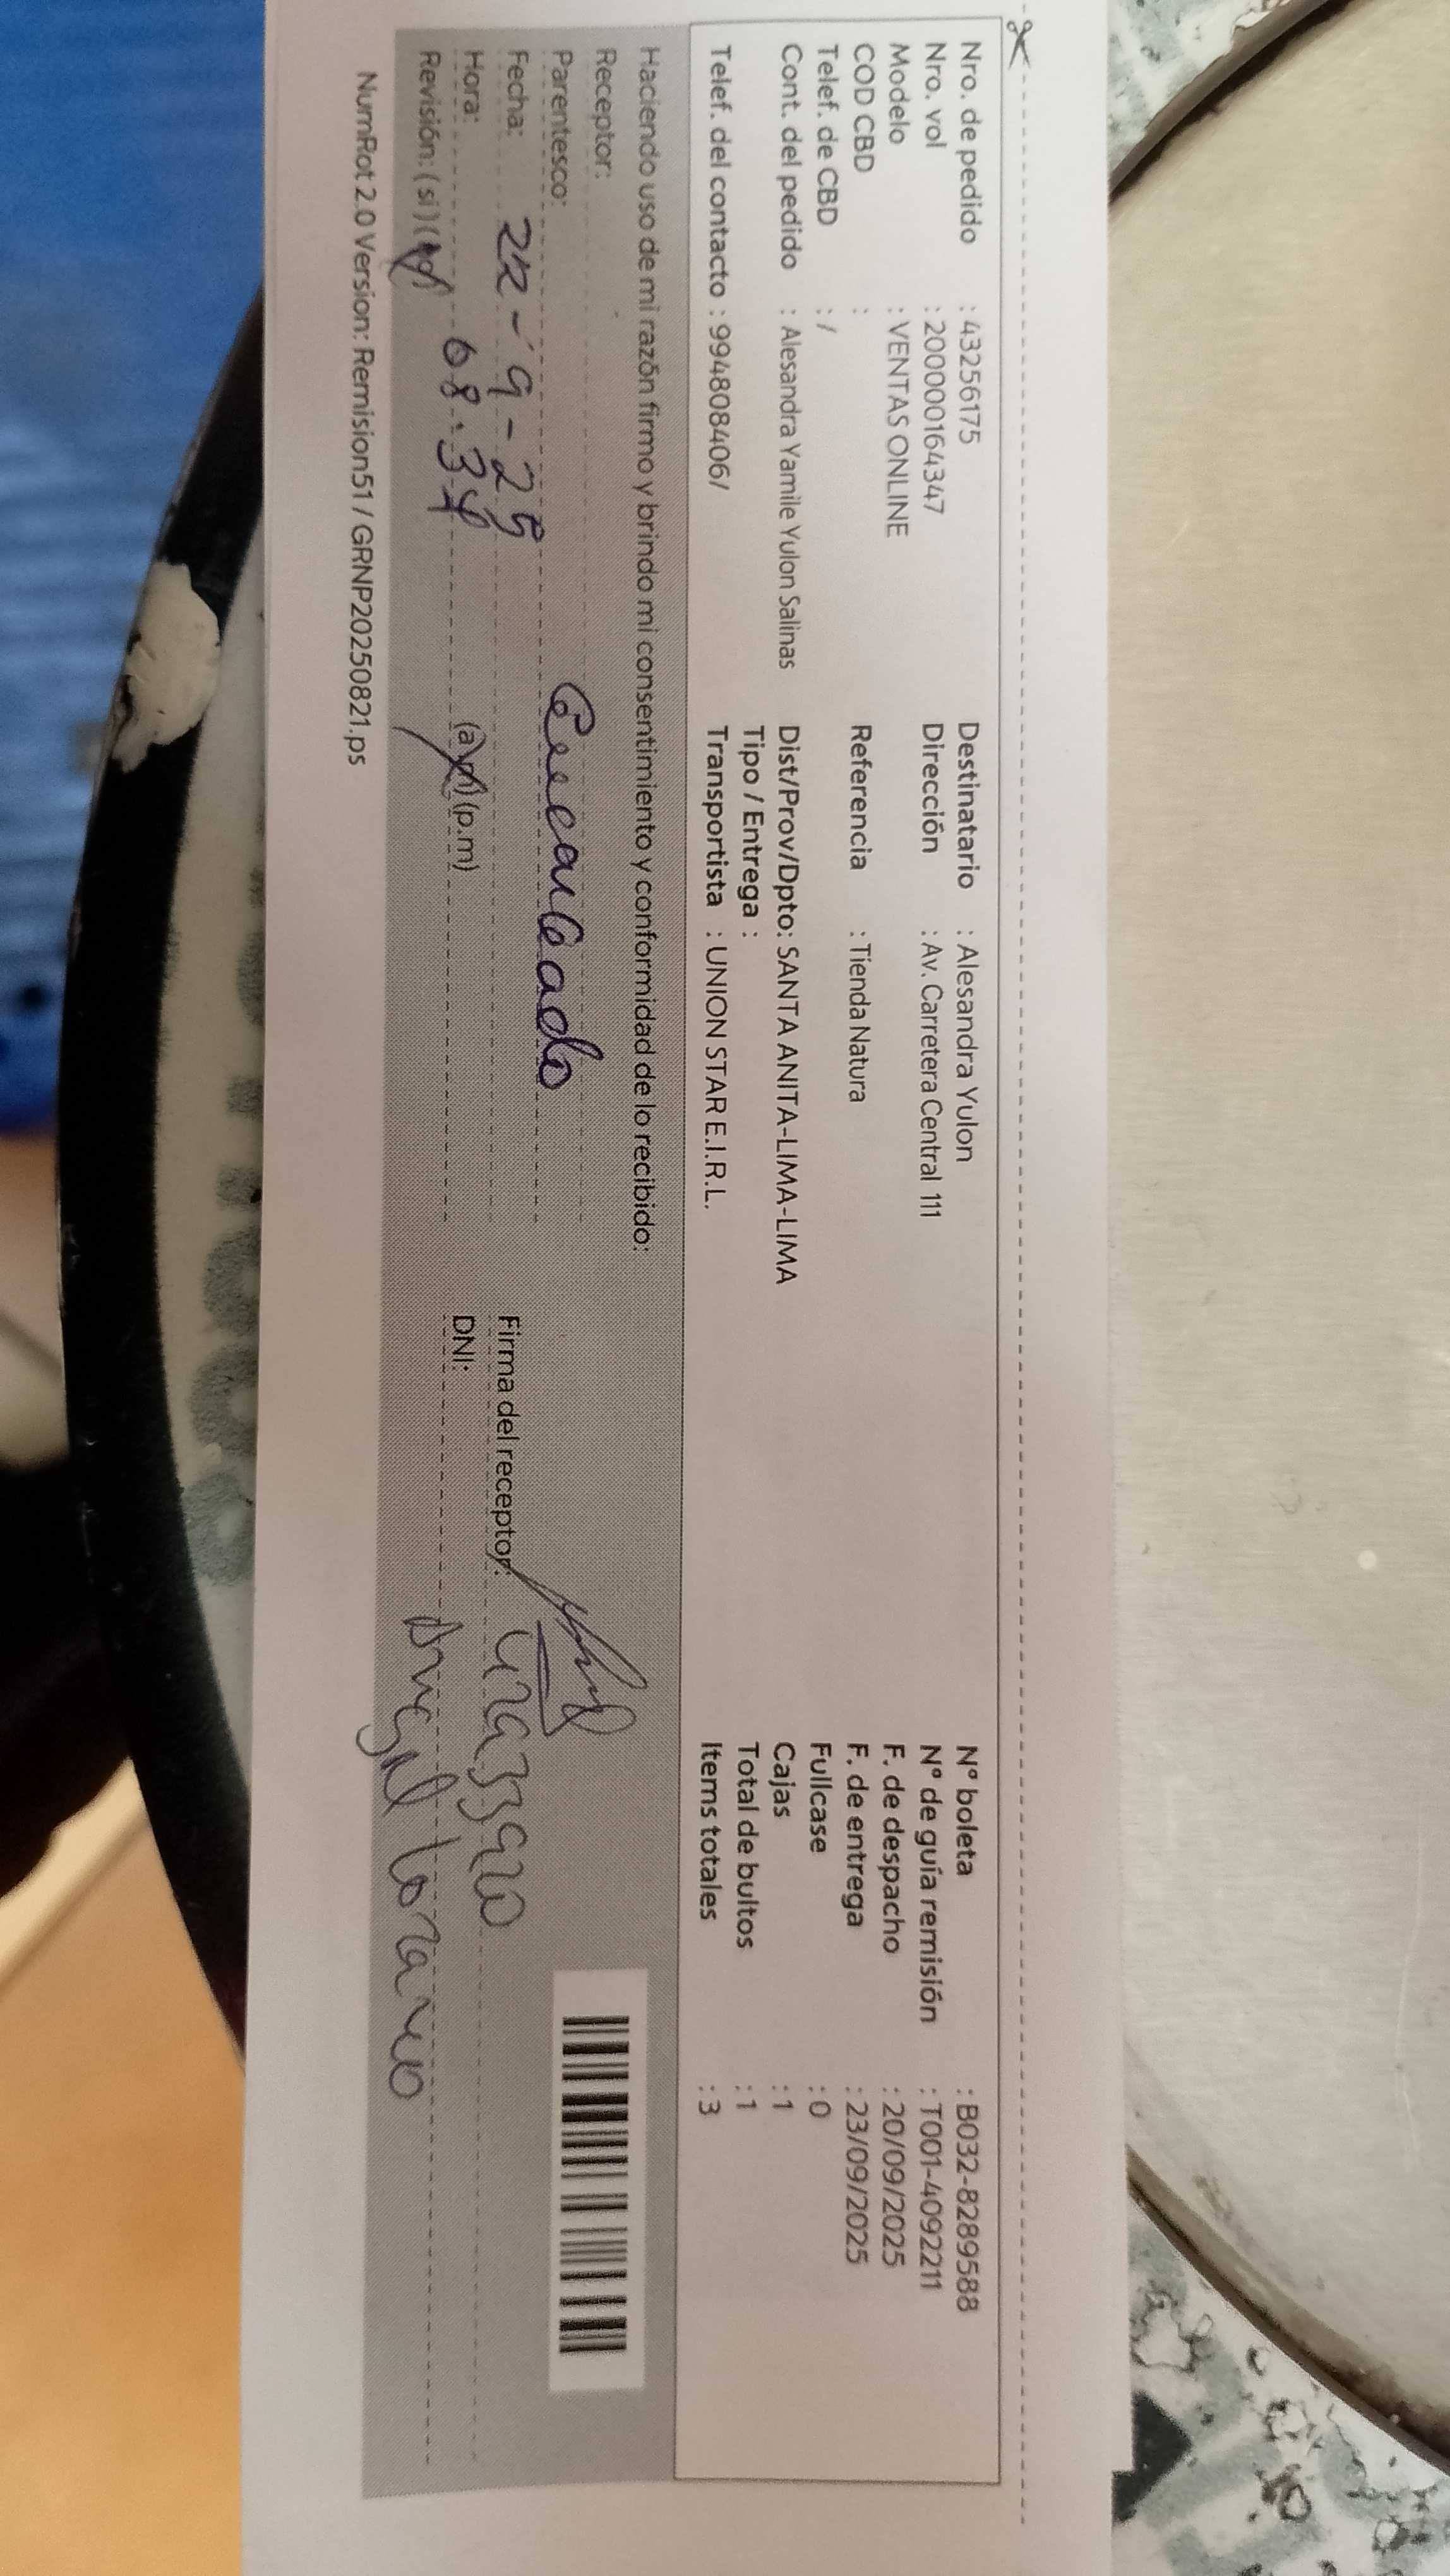 Nro. de pedido : 43256175
Nro. vol : 200000164347
Modelo : VENTAS ONLINE
COD CBD :
Telef. de CBD : /
Cont. del pedido : Alesandra Yamile Yulon Salinas
Telef. del contacto : 994808406/
Destinatario : Alesandra Yulon
Dirección : Av. Carretera Central 111
Referencia : Tienda Natura
Dist/Prov/Dpto: SANTA ANITA-LIMA-LIMA
Tipo / Entrega :
Transportista : UNION STAR E.I.R.L.
N° boleta : B032-8289588
N° de guía remisión : T001-4092211
F. de despacho : 20/09/2025
F. de entrega : 23/09/2025
Fullcase : 0
Cajas : 1
Total de bultos : 1
Items totales : 3
Haciendo uso de mi razón firmo y brindo mi consentimiento y conformidad de lo recibido:
Receptor:
Parentesco:
Fecha: 22-9-25
Hora: 08:34 (a.m) (p.m)
Revisión: (si) (no)
Firma del receptor:
DNI:
NumRot 2.0 Version: Remision51 / GRNP20250821.ps